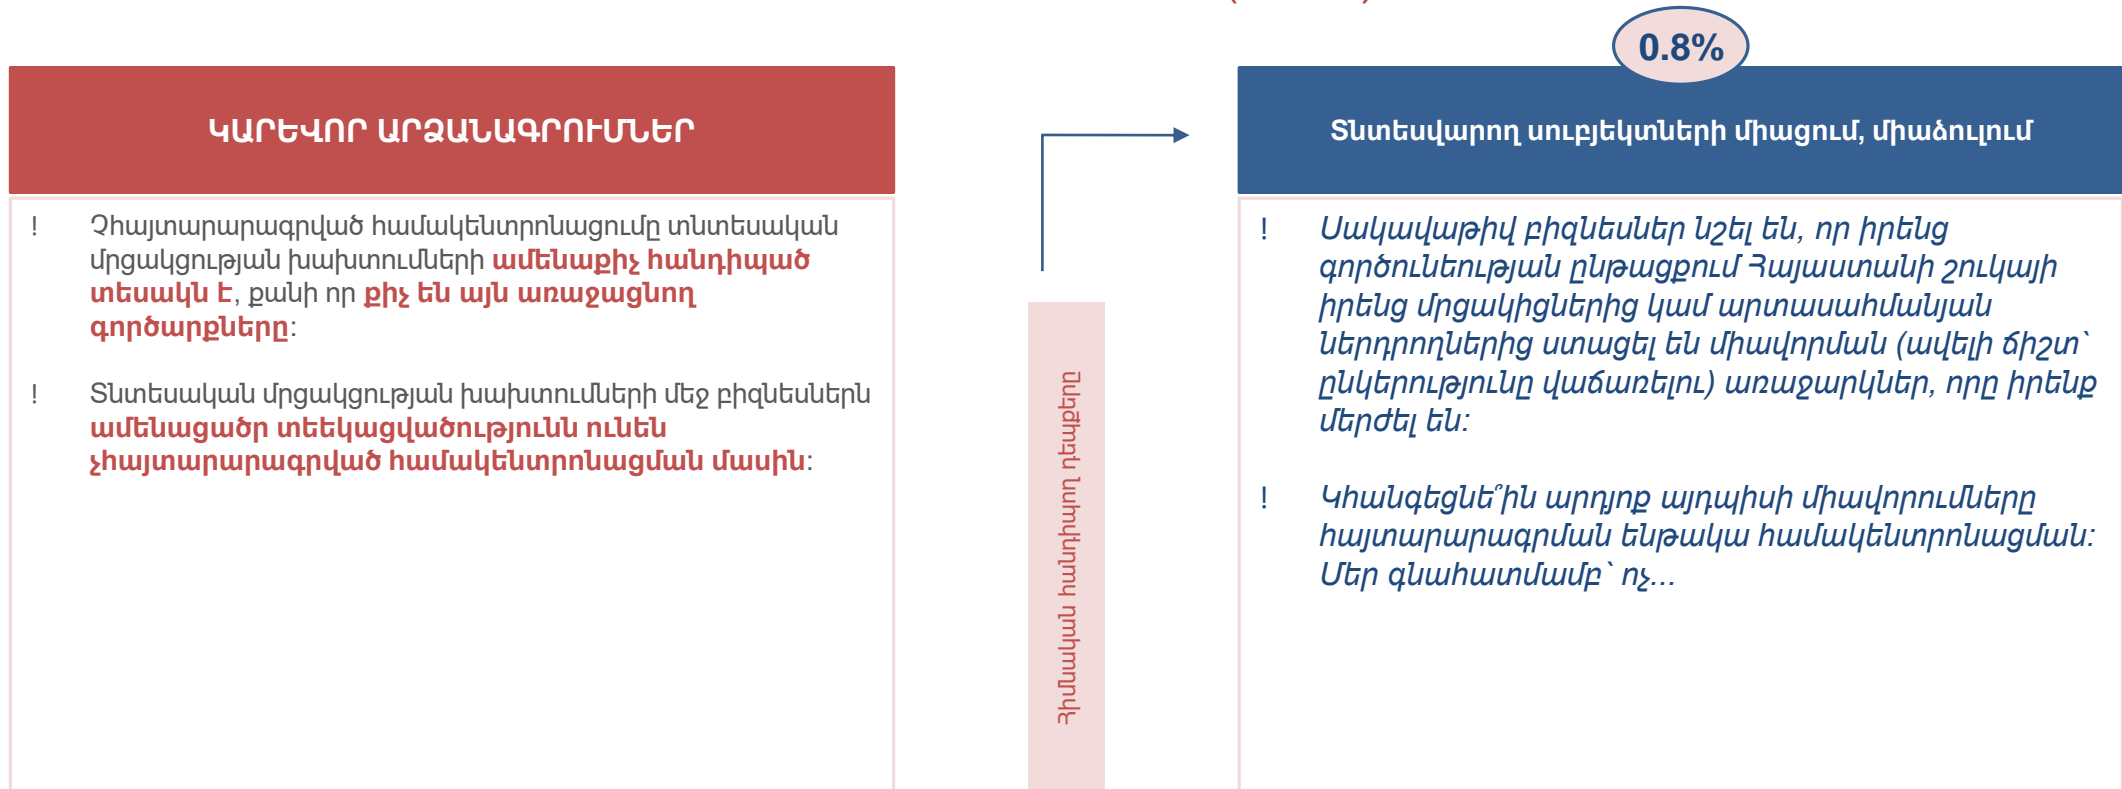 0.8%
ԿԱՐԵՎՈՐ ԱՐՁԱՆԱԳՐՈՒՄՆԵՐ
! Չհայտարարագրված համակենտրոնացումը տնտեսական
մրցակցության խախտումների ամենաքիչ հանդիպած
տեսակն է, քանի որ քիչ են այն առաջացնող
գործարքները:
! Տնտեսական մրցակցության խախտումների մեջ բիզնեսներն
ամենացածր տեեկացվածությունն ունեն
չհայտարարագրված համակենտրոնացման մասին:
Հիմնական հանդիպող դեպքերը
Տնտեսվարող սուբյեկտների միացում, միաձուլում
! Սակավաթիվ բիզնեսներ նշել են, որ իրենց
գործունեության ընթացքում Հայաստանի շուկայի
իրենց մրցակիցներից կամ արտասահմանյան
ներդրողներից ստացել են միավորման (ավելի ճիշտ՝
ընկերությունը վաճառելու) առաջարկներ, որը իրենք
մերժել են:
! Կհանգեցնե՞ին արդյոք այդպիսի միավորումները
հայտարարագրման ենթակա համակենտրոնացման:
Մեր գնահատմամբ՝ ոչ...